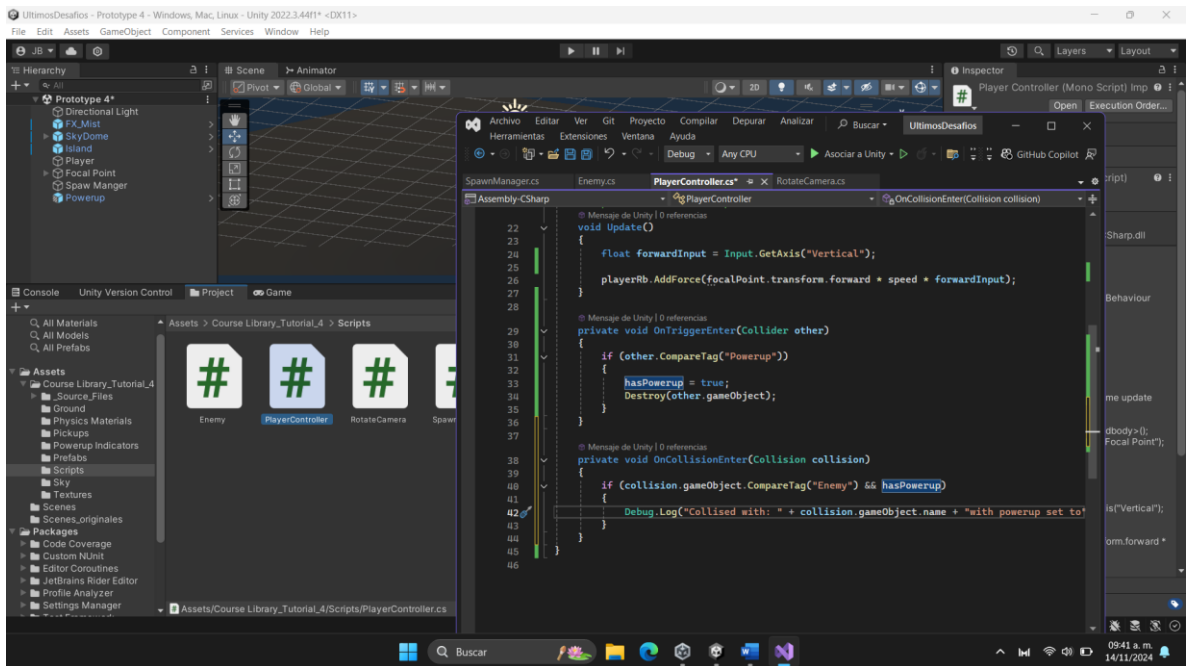 UltimosDesafios - Prototype 4 - Windows, Mac, Linux - Unity 2022.3.44f1* <DX11>
File Edit Assets GameObject Component Services Window Help
JB Layers Layout
Hierarchy
All
Prototype 4*
Directional Light
FX_Mist
SkyDome
Island
Player
Focal Point
Spaw Manger
Powerup
Scene Animator
Pivot Global 2D
Inspector
Player Controller (Mono Script) Imp
Open Execution Order...
Archivo Editar Ver Git Proyecto Compilar Depurar Analizar Buscar UltimosDesafios
Herramientas Extensiones Ventana Ayuda
Debug Any CPU Asociar a Unity GitHub Copilot
SpawnManager.cs Enemy.cs PlayerController.cs* RotateCamera.cs
Assembly-CSharp PlayerController OnCollisionEnter(Collision collision)
Mensaje de Unity | 0 referencias
22 void Update()
23 {
24 float forwardInput = Input.GetAxis("Vertical");
25
26 playerRb.AddForce(focalPoint.transform.forward * speed * forwardInput);
27 }
28
Mensaje de Unity | 0 referencias
29 private void OnTriggerEnter(Collider other)
30 {
31 if (other.CompareTag("Powerup"))
32 {
33 hasPowerup = true;
34 Destroy(other.gameObject);
35 }
36 }
37
Mensaje de Unity | 0 referencias
38 private void OnCollisionEnter(Collision collision)
39 {
40 if (collision.gameObject.CompareTag("Enemy") && hasPowerup)
41 {
42 Debug.Log("Collised with: " + collision.gameObject.name + "with powerup set to"
43 }
44 }
45 }
46
ript)
Sharp.dll
Behaviour
me update
dbody>();
Focal Point");
is("Vertical");
orm.forward *
Console Unity Version Control Project Game
All Materials
All Models
All Prefabs
Assets
Course Library_Tutorial_4
_Source_Files
Ground
Physics Materials
Pickups
Powerup Indicators
Prefabs
Scripts
Sky
Textures
Scenes
Scenes_originales
Packages
Code Coverage
Custom NUnit
Editor Coroutines
JetBrains Rider Editor
Profile Analyzer
Settings Manager
Test Framework
Assets > Course Library_Tutorial_4 > Scripts
# # # #
Enemy PlayerController RotateCamera Spawn
Assets/Course Library_Tutorial_4/Scripts/PlayerController.cs
Buscar
09:41 a. m.
14/11/2024